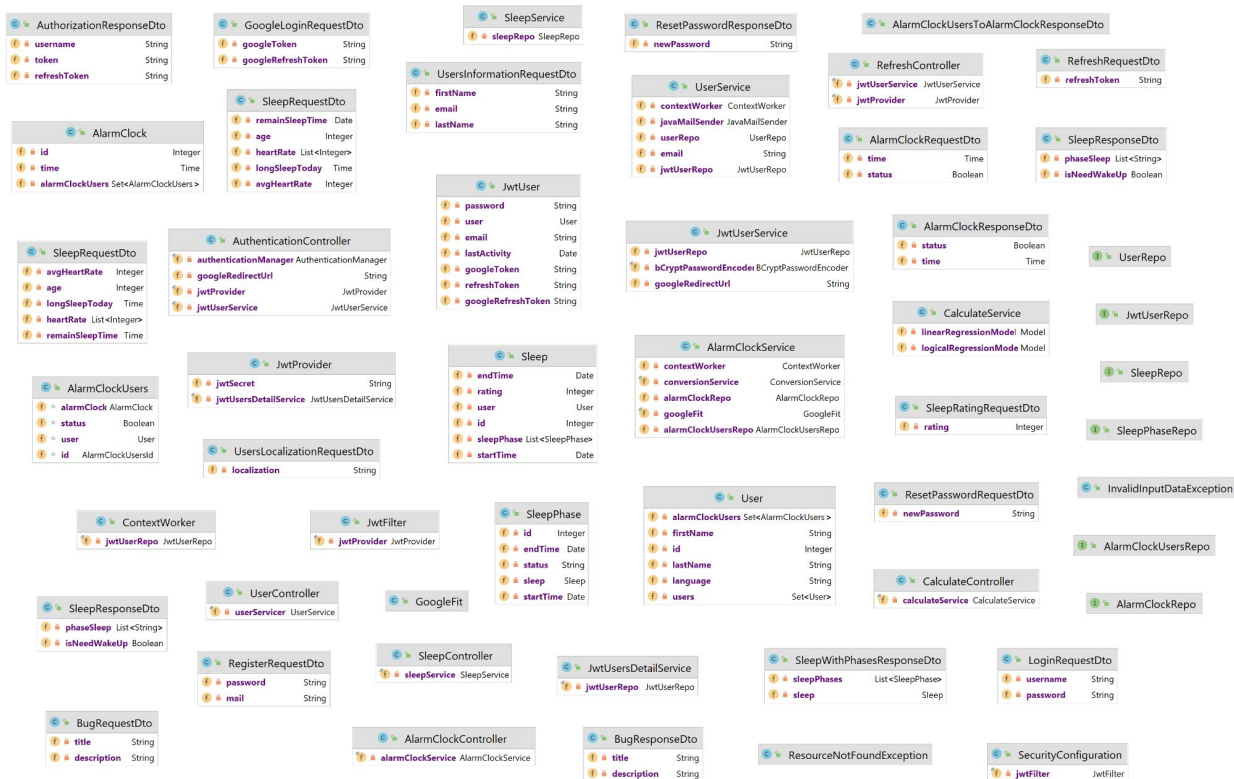 AuthorizationResponseDto
username String
token String
refreshToken String
GoogleLoginRequestDto
googleToken String
googleRefreshToken String
SleepService
sleepRepo SleepRepo
ResetPasswordResponseDto
newPassword String
AlarmClockUsersToAlarmClockResponseDto
UsersInformationRequestDto
firstName String
email String
lastName String
UserService
contextWorker ContextWorker
javaMailSender JavaMailSender
userRepo UserRepo
email String
jwtUserRepo JwtUserRepo
RefreshController
jwtUserService JwtUserService
jwtProvider JwtProvider
RefreshRequestDto
refreshToken String
AlarmClock
id Integer
time Time
alarmClockUsers Set<AlarmClockUsers>
SleepRequestDto
remainSleepTime Date
age Integer
heartRate List<Integer>
longSleepToday Time
avgHeartRate Integer
AlarmClockRequestDto
time Time
status Boolean
SleepResponseDto
phaseSleep List<String>
isNeedWakeUp Boolean
JwtUser
password String
user User
email String
lastActivity Date
googleToken String
refreshToken String
googleRefreshToken String
SleepRequestDto
avgHeartRate Integer
age Integer
longSleepToday Time
heartRate List<Integer>
remainSleepTime Time
AuthenticationController
authenticationManager AuthenticationManager
googleRedirectUrl String
jwtProvider JwtProvider
jwtUserService JwtUserService
JwtUserService
jwtUserRepo JwtUserRepo
bCryptPasswordEncoder BCryptPasswordEncoder
googleRedirectUrl String
AlarmClockResponseDto
status Boolean
time Time
UserRepo
JwtUserRepo
CalculateService
linearRegressionModel Model
logicalRegressionMode Model
JwtProvider
jwtSecret String
jwtUsersDetailService JwtUsersDetailService
Sleep
endTime Date
rating Integer
user User
id Integer
sleepPhase List<SleepPhase>
startTime Date
AlarmClockService
contextWorker ContextWorker
conversionService ConversionService
alarmClockRepo AlarmClockRepo
googleFit GoogleFit
alarmClockUsersRepo AlarmClockUsersRepo
SleepRepo
AlarmClockUsers
alarmClock AlarmClock
status Boolean
user User
id AlarmClockUsersId
SleepRatingRequestDto
rating Integer
SleepPhaseRepo
UsersLocalizationRequestDto
localization String
ContextWorker
jwtUserRepo JwtUserRepo
JwtFilter
jwtProvider JwtProvider
SleepPhase
id Integer
endTime Date
status String
sleep Sleep
startTime Date
User
alarmClockUsers Set<AlarmClockUsers>
firstName String
id Integer
lastName String
language String
users Set<User>
ResetPasswordRequestDto
newPassword String
InvalidInputDataException
AlarmClockUsersRepo
CalculateController
calculateService CalculateService
AlarmClockRepo
SleepResponseDto
phaseSleep List<String>
isNeedWakeUp Boolean
UserController
userServicer UserService
GoogleFit
RegisterRequestDto
password String
mail String
SleepController
sleepService SleepService
JwtUsersDetailService
jwtUserRepo JwtUserRepo
SleepWithPhasesResponseDto
sleepPhases List<SleepPhase>
sleep Sleep
LoginRequestDto
username String
password String
BugRequestDto
title String
description String
AlarmClockController
alarmClockService AlarmClockService
BugResponseDto
title String
description String
ResourceNotFoundException
SecurityConfiguration
jwtFilter JwtFilter